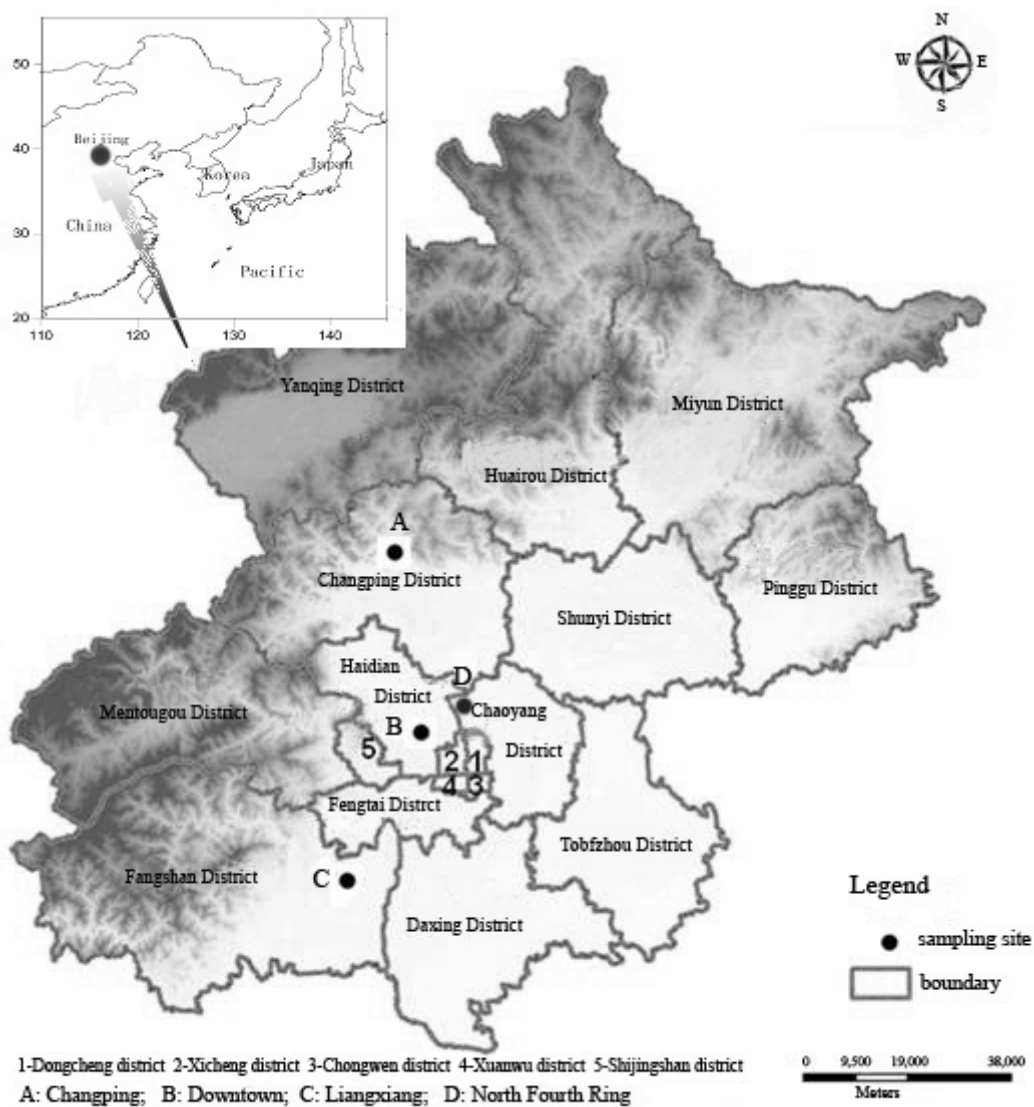 N
W E
S
50
40
30
20
110 120 130 140
Beijing
Korea
Japan
China
Pacific
Yanqing District
Miyun District
Huairou District
A
Changping District
Pinggu District
Shunyi District
Haidian
District
D
Chaoyang
District
Mentougou District
B
5
2 1
4 3
Fengtai Distrct
Tobfzhou District
Fangshan District
C
Daxing District
Legend
sampling site
boundary
1-Dongcheng district 2-Xicheng district 3-Chongwen district 4-Xuanwu district 5-Shijingshan district
A: Changping; B: Downtown; C: Liangxiang; D: North Fourth Ring
0 9,500 19,000 38,000
Meters